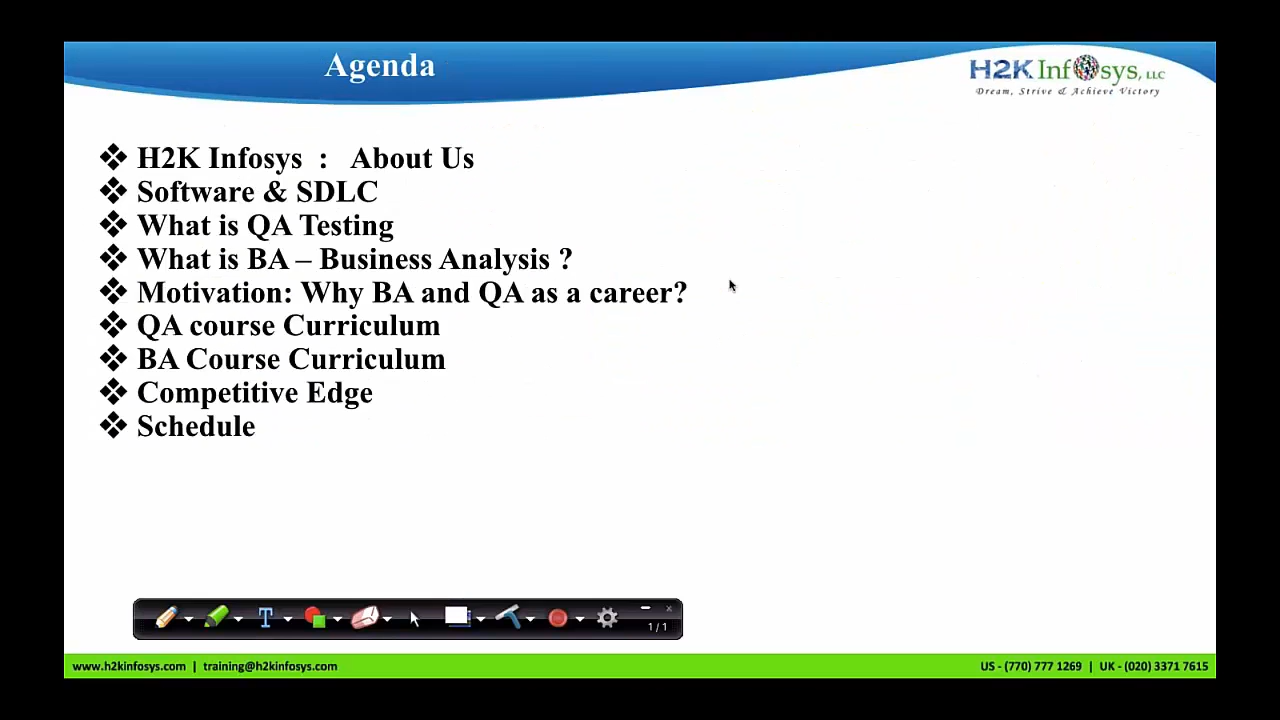 Agenda
H2K Infosys, LLC
Dream, Strive & Achieve Victory
❖ H2K Infosys : About Us
❖ Software & SDLC
❖ What is QA Testing
❖ What is BA – Business Analysis ?
❖ Motivation: Why BA and QA as a career?
❖ QA course Curriculum
❖ BA Course Curriculum
❖ Competitive Edge
❖ Schedule
T
1/1
www.h2kinfosys.com | training@h2kinfosys.com
US - (770) 777 1269 | UK - (020) 3371 7615